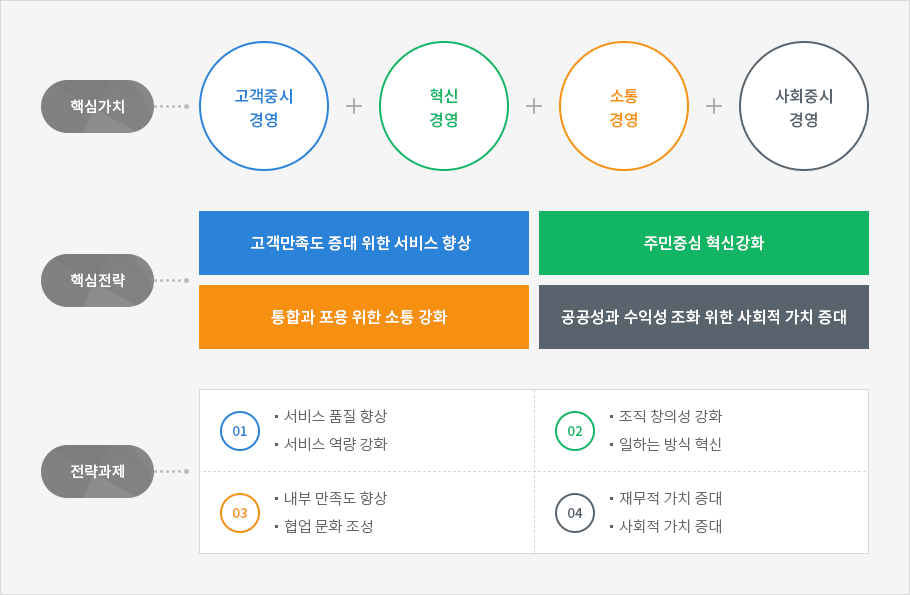 핵심가치
고객중시
경영
혁신
경영
소통
경영
사회중시
경영
핵심전략
고객만족도 증대 위한 서비스 향상
주민중심 혁신강화
통합과 포용 위한 소통 강화
공공성과 수익성 조화 위한 사회적 가치 증대
전략과제
01
서비스 품질 향상
서비스 역량 강화
02
조직 창의성 강화
일하는 방식 혁신
03
내부 만족도 향상
협업 문화 조성
04
재무적 가치 증대
사회적 가치 증대